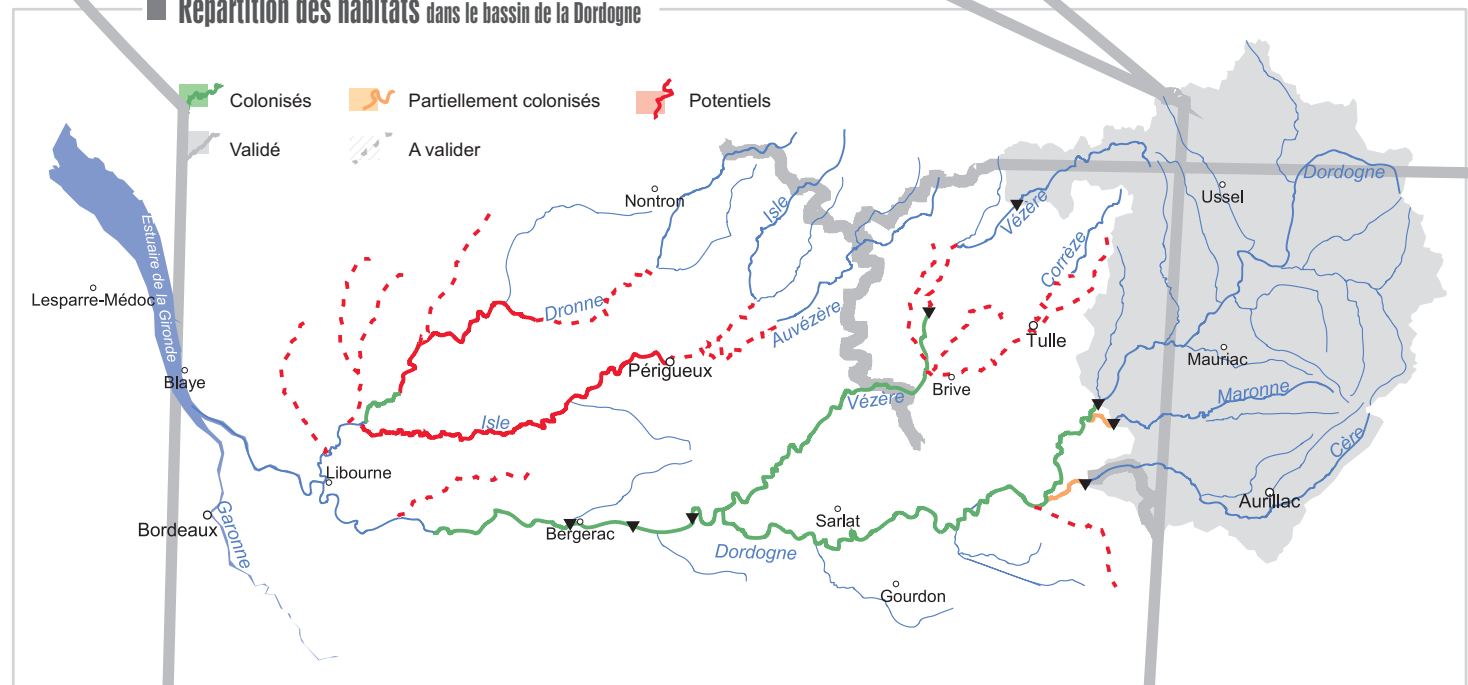 Répartition des habitats dans le bassin de la Dordogne
Colonisés
Partiellement colonisés
Potentiels
Validé
A valider
Nontron
Isle
Vézère
Ussel
Dordogne
Corrèze
Estuaire de la Gironde
Lesparre-Médoc
Dronne
Auvézère
Tulle
Mauriac
Blaye
Périgueux
Brive
Vézère
Maronne
Isle
Cère
Libourne
Aurillac
Bordeaux
Garonne
Bergerac
Sarlat
Dordogne
Gourdon